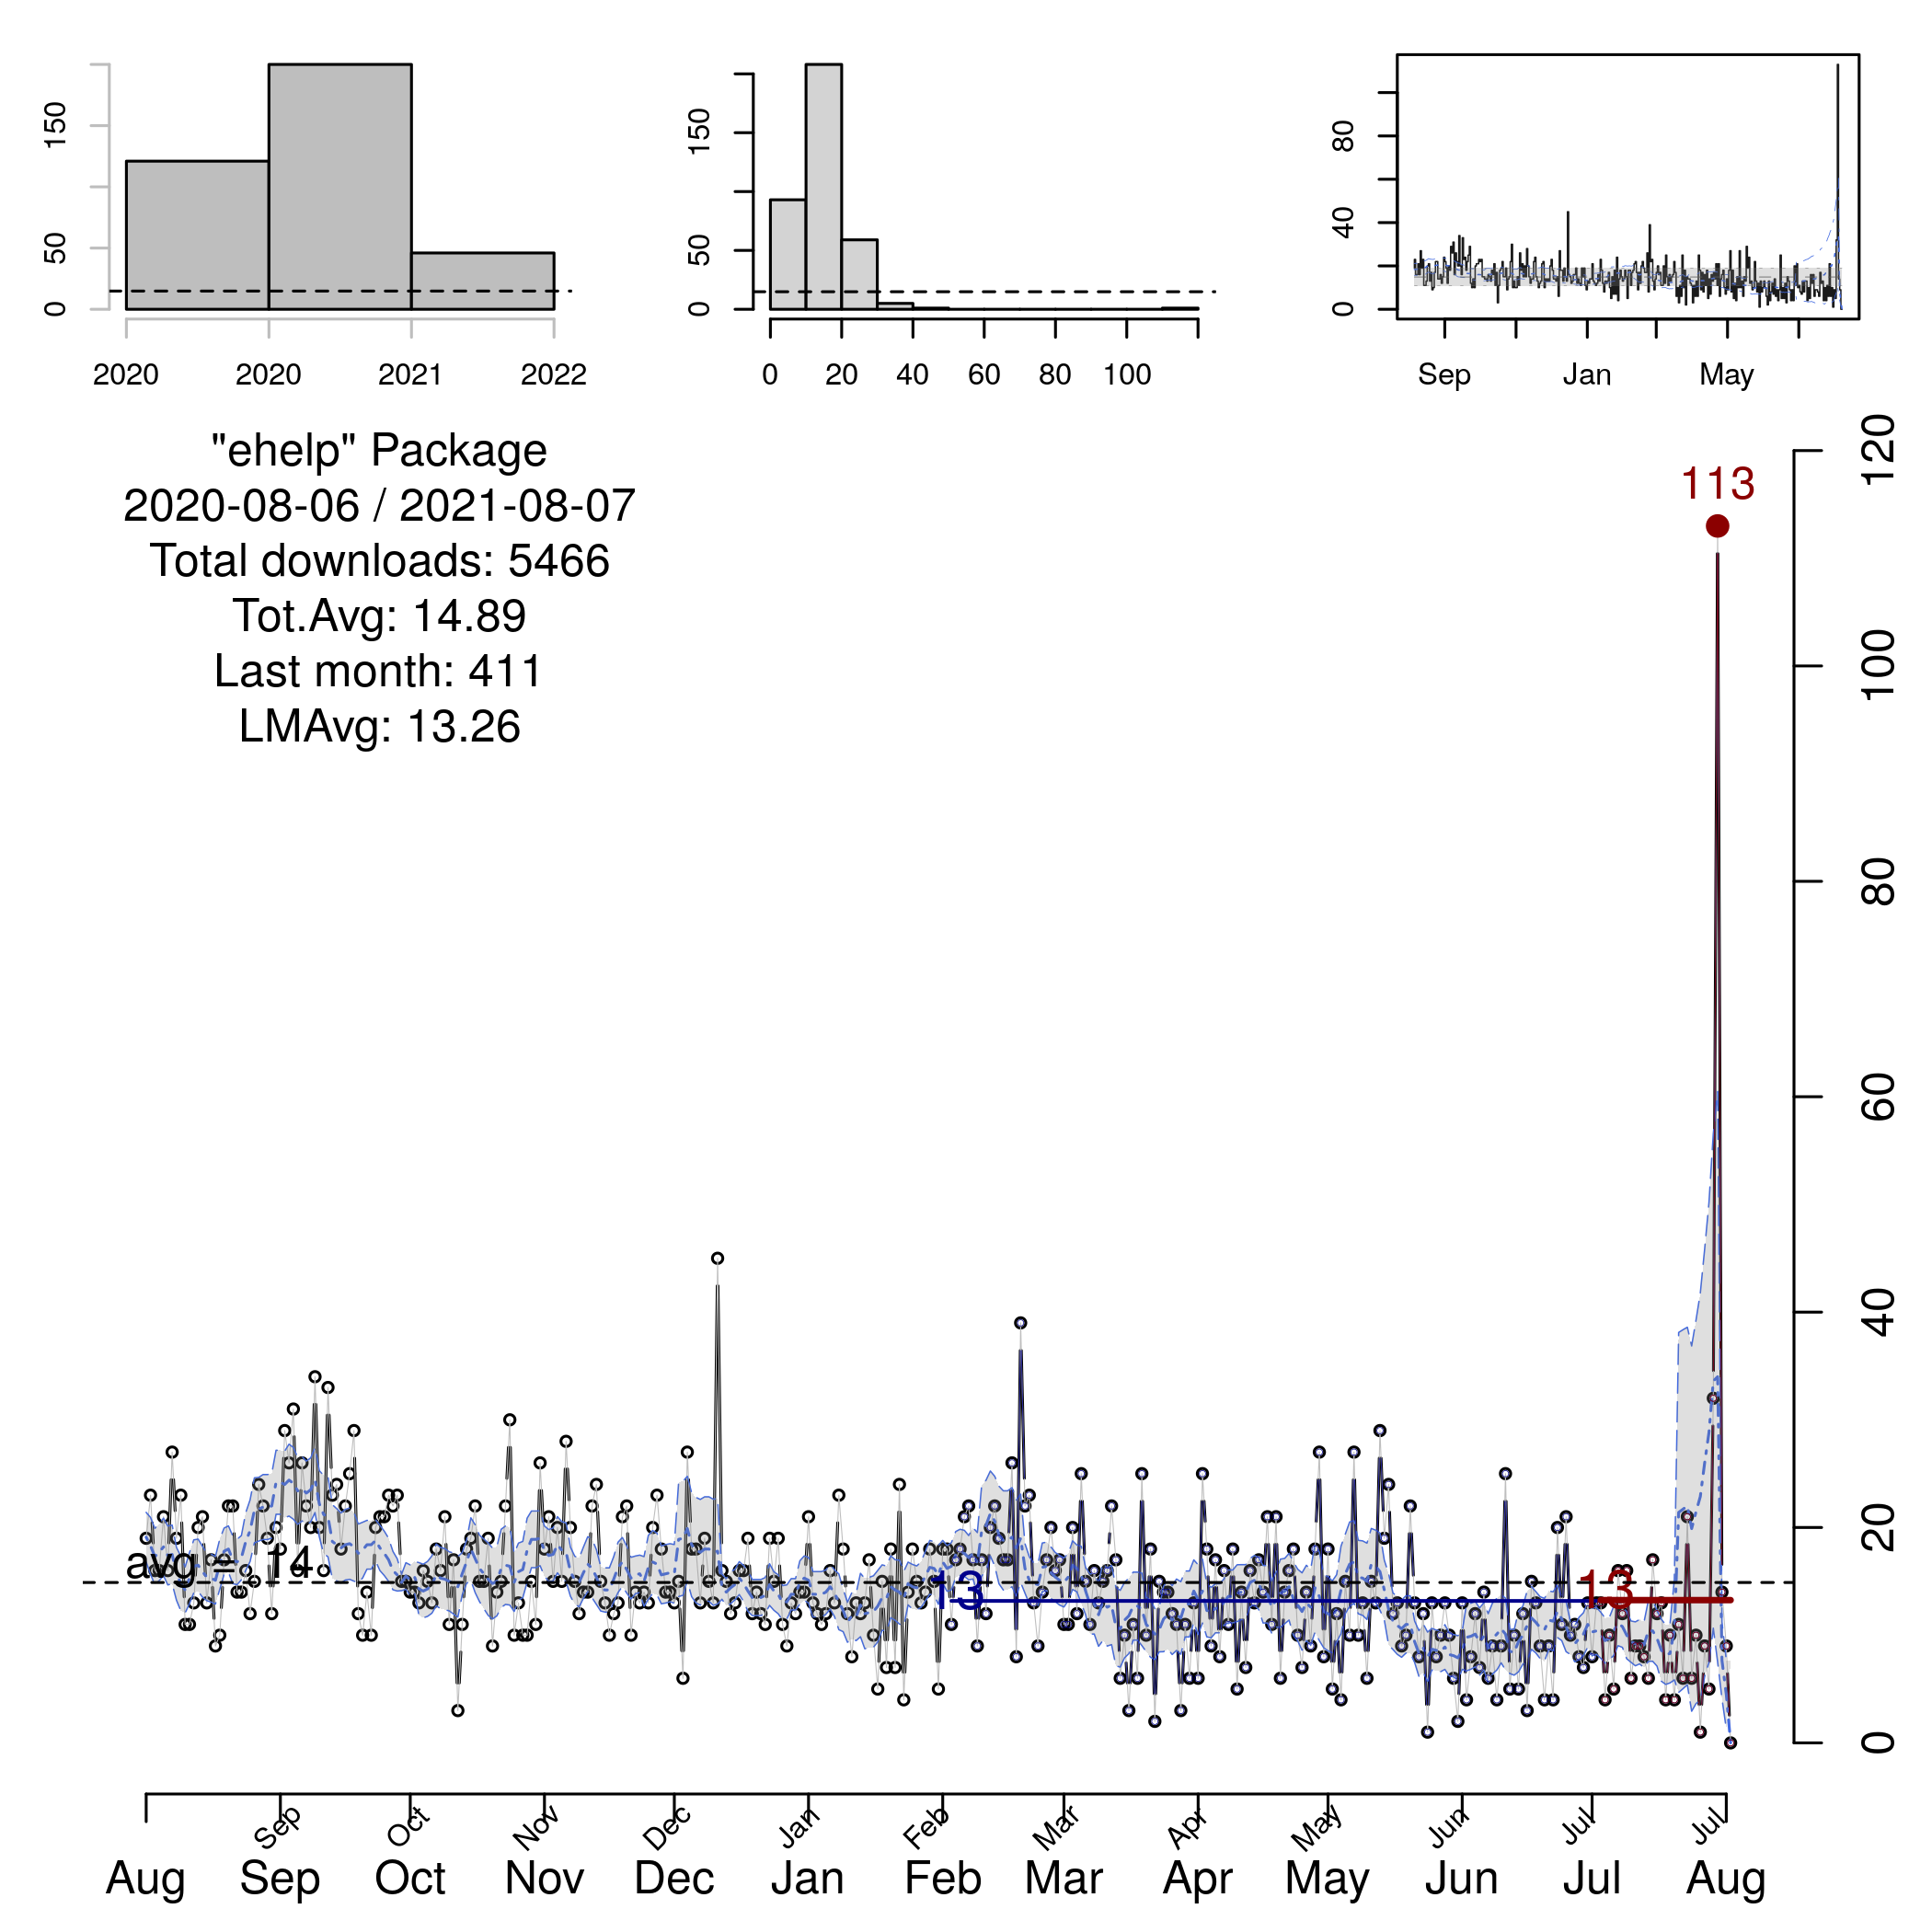 150
50
0
2020 2020 2021 2022
150
50
0
0 20 40 60 80 100
80
40
0
Sep Jan May
"ehelp" Package
2020-08-06 / 2021-08-07
Total downloads: 5466
Tot.Avg: 14.89
Last month: 411
LMAvg: 13.26
113
120
100
80
60
40
20
0
avg = 14
13
13
Sep Oct Nov Dec Jan Feb Mar Apr May Jun Jul Jul
Aug Sep Oct Nov Dec Jan Feb Mar Apr May Jun Jul Aug